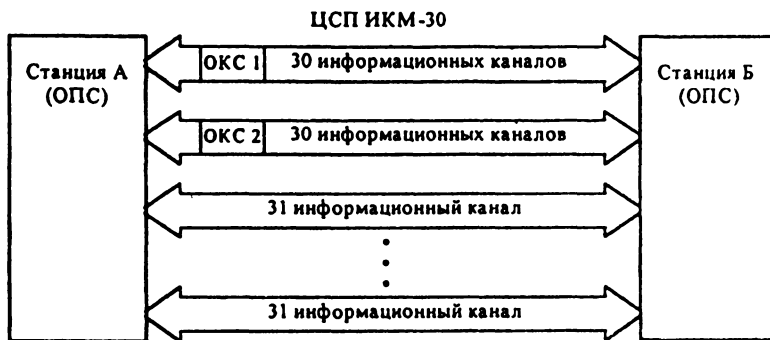 ЦСП ИКМ-30
Станция А
(ОПС)
ОКС 1
30 информационных каналов
Станция Б
(ОПС)
ОКС 2
30 информационных каналов
31 информационный канал
31 информационный канал